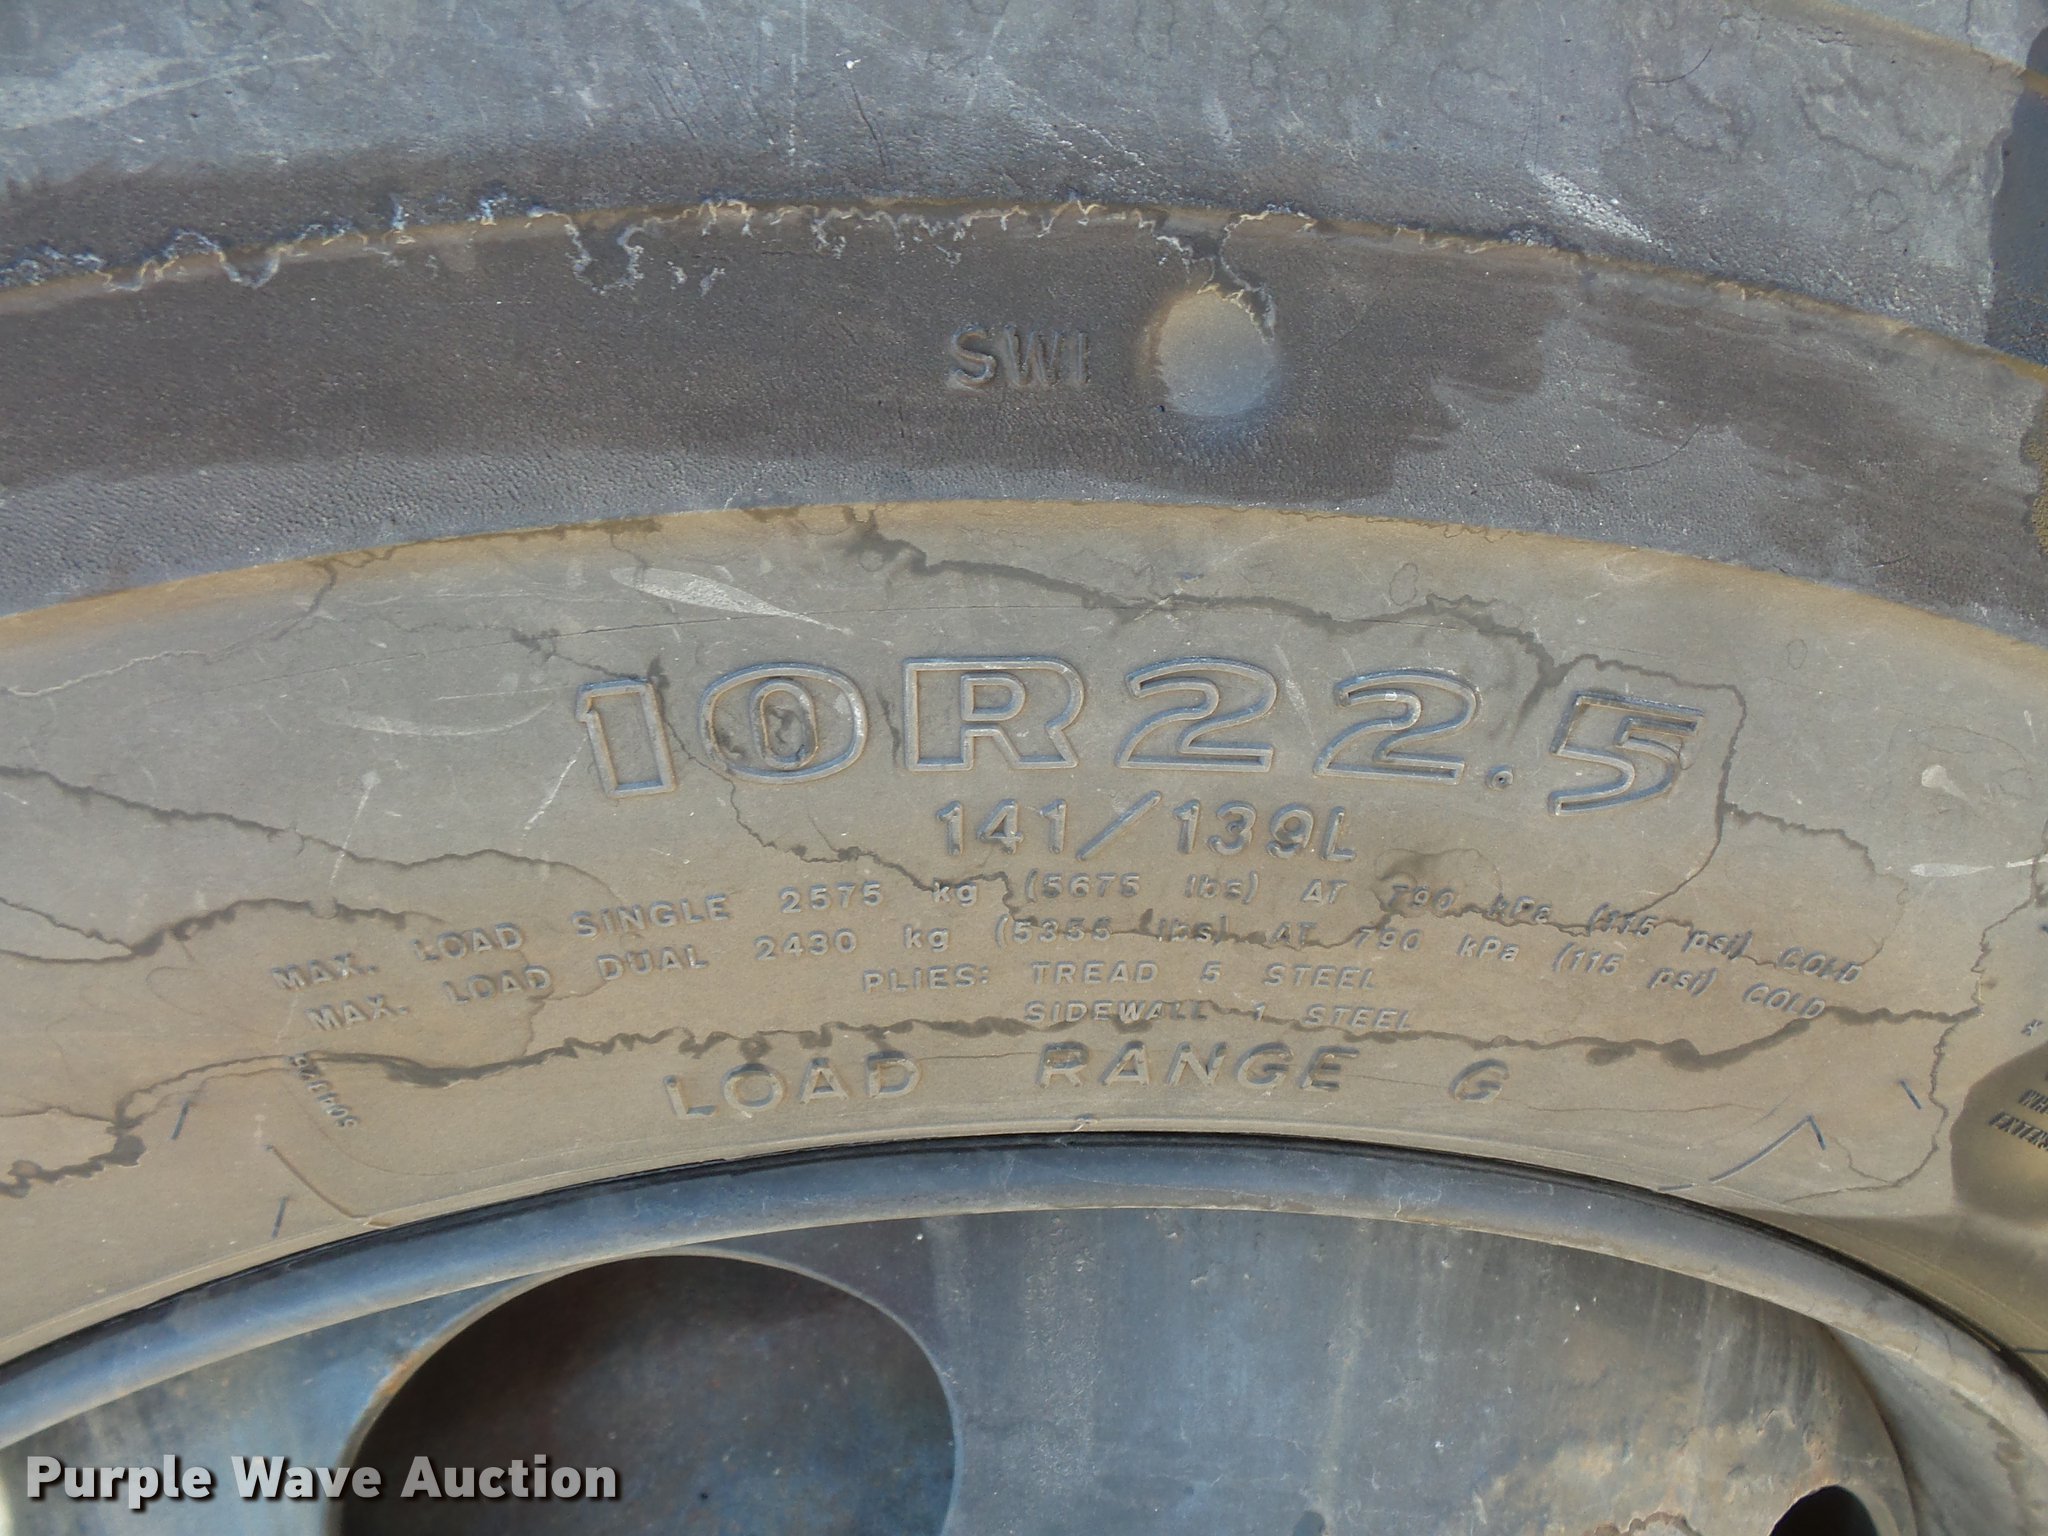 SWI
10R22.5
141/139L
MAX. LOAD SINGLE 2575 kg (5675 lbs) AT 790 kPa (115 psi) COLD
MAX. LOAD DUAL 2430 kg (5355 lbs) AT 790 kPa (115 psi) COLD
PLIES: TREAD 5 STEEL
SIDEWALL 1 STEEL
LOAD RANGE G
Purple Wave Auction